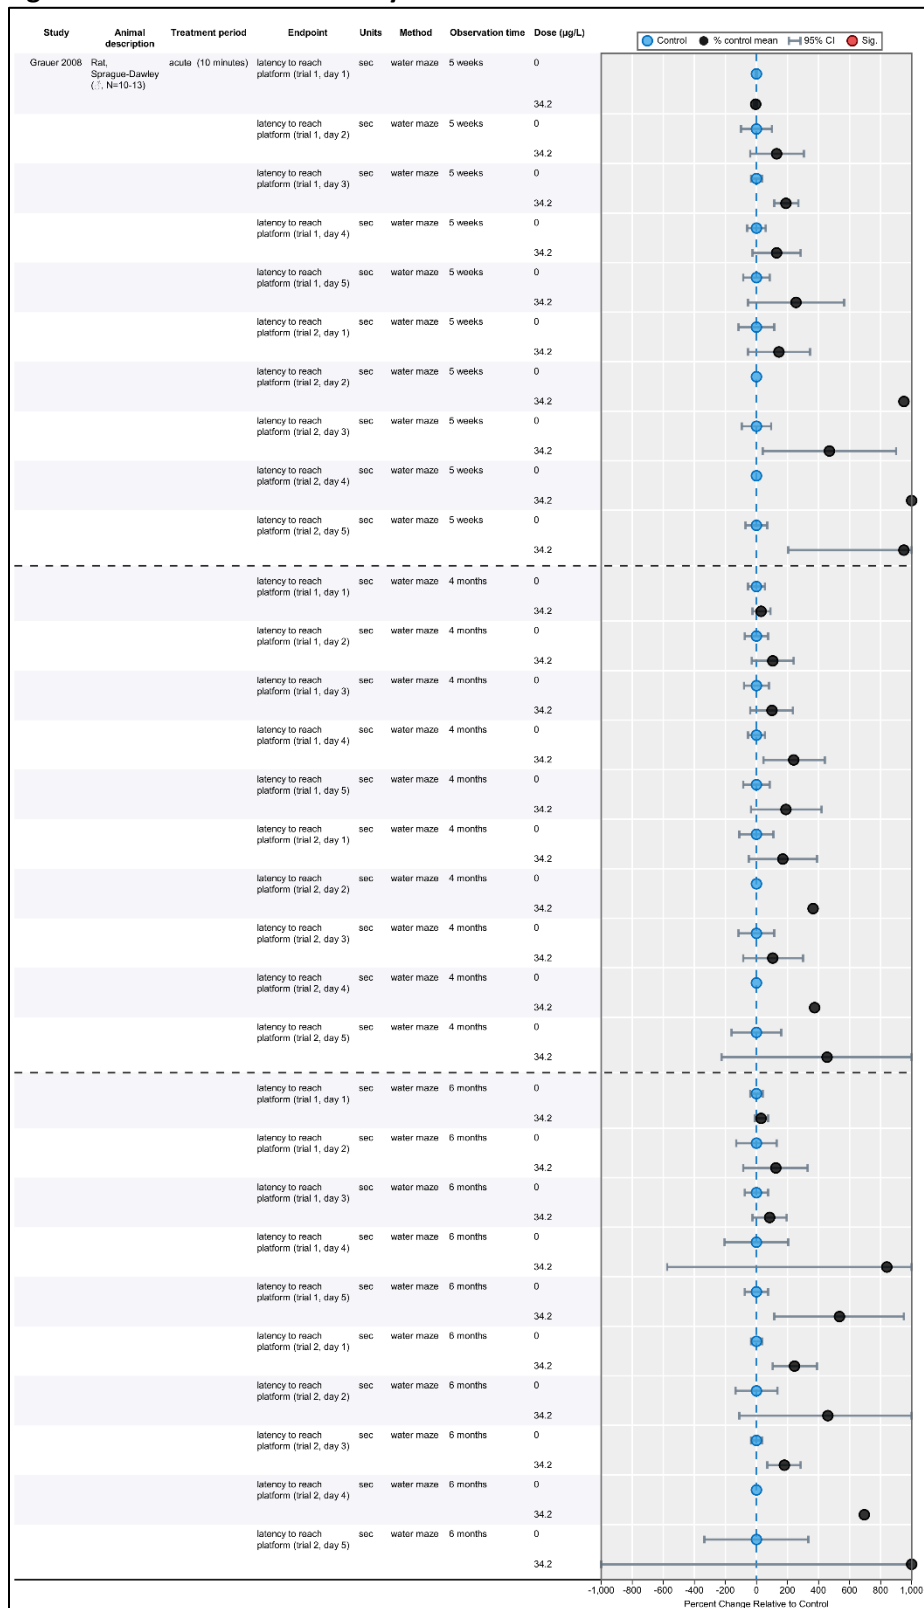 Study Animal description Treatment period Endpoint Units Method Observation time Dose (µg/L)
Control % control mean 95% CI Sig.
Grauer 2008 Rat, Sprague-Dawley (♂, N=10-13) acute (10 minutes) latency to reach platform (trial 1, day 1) sec water maze 5 weeks 0
34.2
latency to reach platform (trial 1, day 2) sec water maze 5 weeks 0
34.2
latency to reach platform (trial 1, day 3) sec water maze 5 weeks 0
34.2
latency to reach platform (trial 1, day 4) sec water maze 5 weeks 0
34.2
latency to reach platform (trial 1, day 5) sec water maze 5 weeks 0
34.2
latency to reach platform (trial 2, day 1) sec water maze 5 weeks 0
34.2
latency to reach platform (trial 2, day 2) sec water maze 5 weeks 0
34.2
latency to reach platform (trial 2, day 3) sec water maze 5 weeks 0
34.2
latency to reach platform (trial 2, day 4) sec water maze 5 weeks 0
34.2
latency to reach platform (trial 2, day 5) sec water maze 5 weeks 0
34.2
latency to reach platform (trial 1, day 1) sec water maze 4 months 0
34.2
latency to reach platform (trial 1, day 2) sec water maze 4 months 0
34.2
latency to reach platform (trial 1, day 3) sec water maze 4 months 0
34.2
latency to reach platform (trial 1, day 4) sec water maze 4 months 0
34.2
latency to reach platform (trial 1, day 5) sec water maze 4 months 0
34.2
latency to reach platform (trial 2, day 1) sec water maze 4 months 0
34.2
latency to reach platform (trial 2, day 2) sec water maze 4 months 0
34.2
latency to reach platform (trial 2, day 3) sec water maze 4 months 0
34.2
latency to reach platform (trial 2, day 4) sec water maze 4 months 0
34.2
latency to reach platform (trial 2, day 5) sec water maze 4 months 0
34.2
latency to reach platform (trial 1, day 1) sec water maze 6 months 0
34.2
latency to reach platform (trial 1, day 2) sec water maze 6 months 0
34.2
latency to reach platform (trial 1, day 3) sec water maze 6 months 0
34.2
latency to reach platform (trial 1, day 4) sec water maze 6 months 0
34.2
latency to reach platform (trial 1, day 5) sec water maze 6 months 0
34.2
latency to reach platform (trial 2, day 1) sec water maze 6 months 0
34.2
latency to reach platform (trial 2, day 2) sec water maze 6 months 0
34.2
latency to reach platform (trial 2, day 3) sec water maze 6 months 0
34.2
latency to reach platform (trial 2, day 4) sec water maze 6 months 0
34.2
latency to reach platform (trial 2, day 5) sec water maze 6 months 0
34.2
-1,000 -800 -600 -400 -200 0 200 400 600 800 1,000
Percent Change Relative to Control